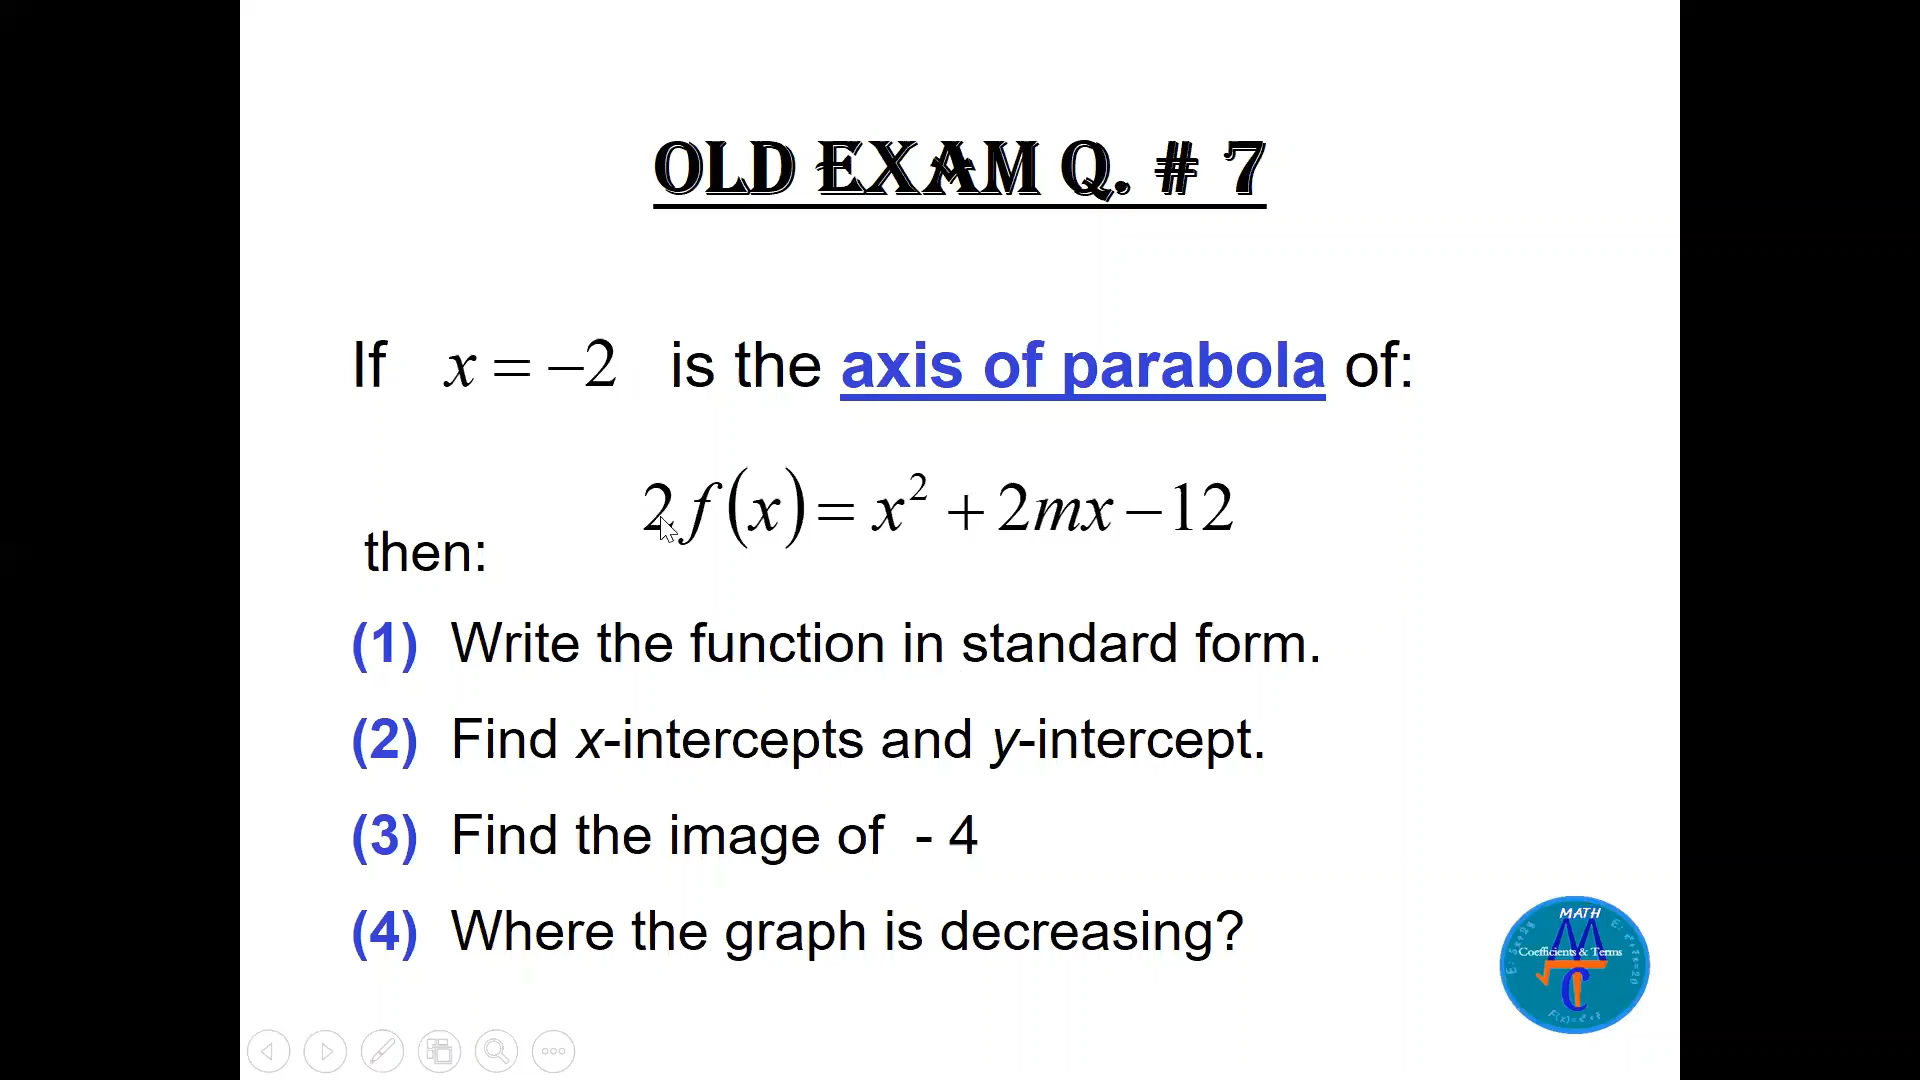 OLD EXAM Q. # 7
If x = −2 is the axis of parabola of:
2f(x) = x² + 2mx − 12
then:
(1) Write the function in standard form.
(2) Find x-intercepts and y-intercept.
(3) Find the image of - 4
(4) Where the graph is decreasing?
MATH
Coefficients & Terms